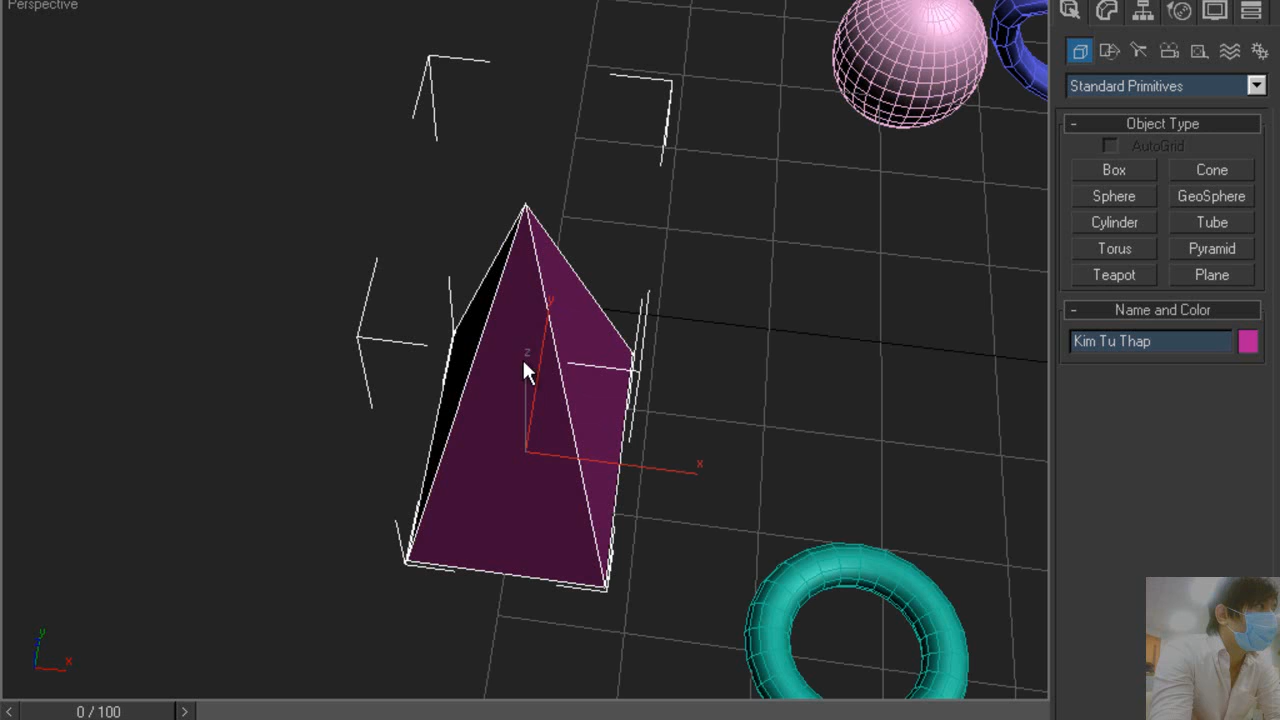 Perspective
Standard Primitives
- Object Type
AutoGrid
Box Cone
Sphere GeoSphere
Cylinder Tube
Torus Pyramid
Teapot Plane
- Name and Color
Kim Tu Thap
y
z
x
y
x
< 0 / 100 >